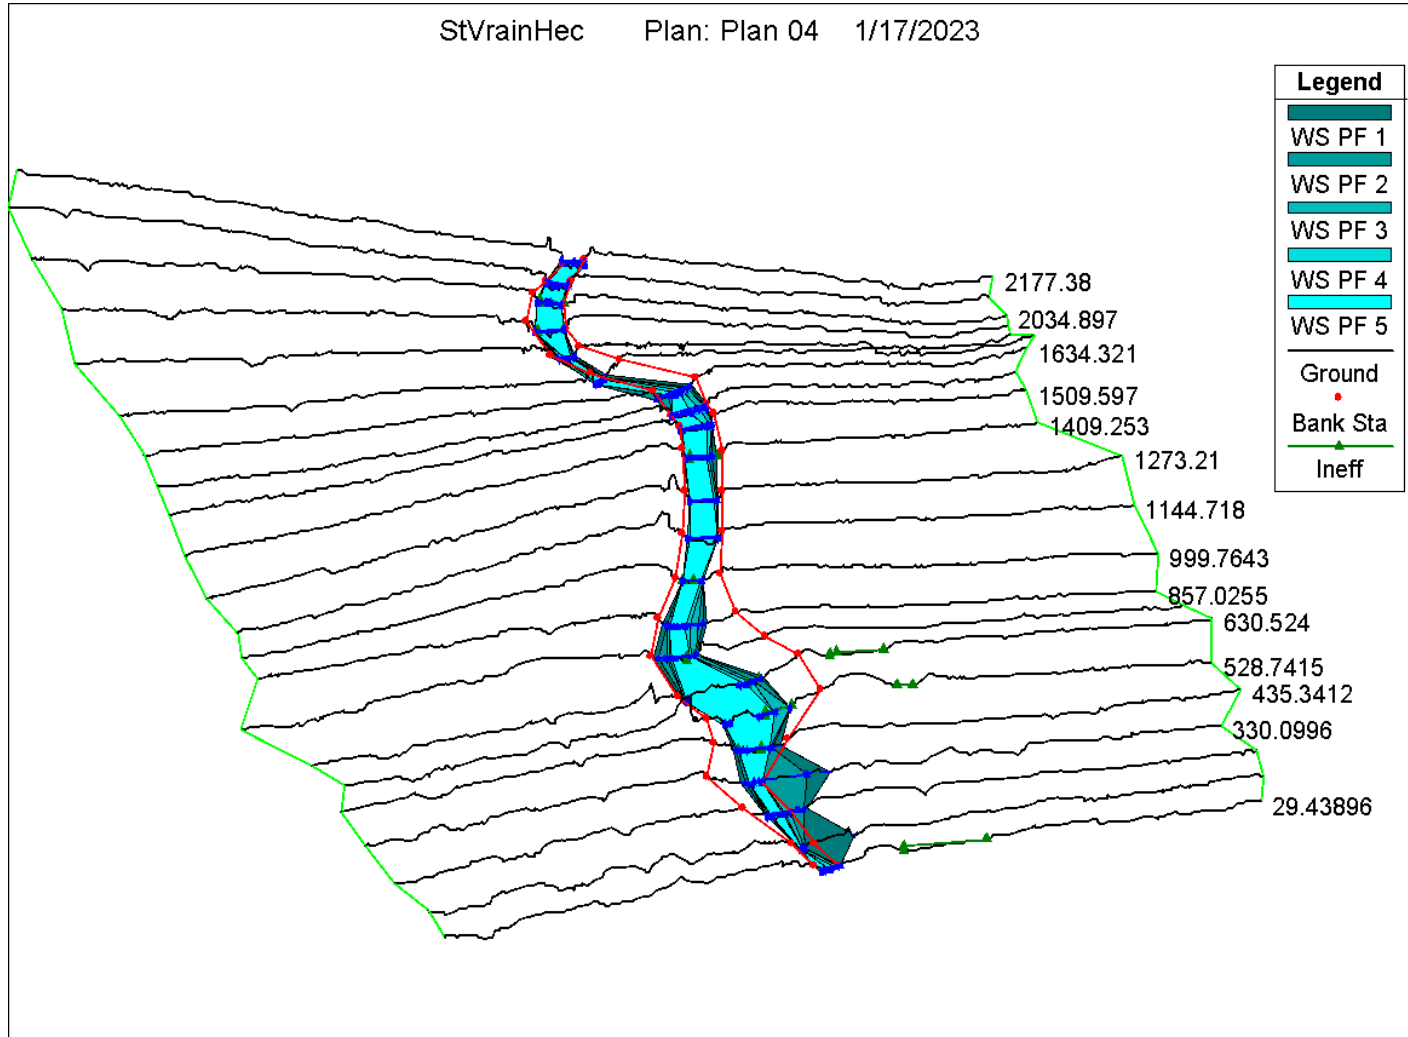 StVrainHec Plan: Plan 04 1/17/2023
Legend
WS PF 1
WS PF 2
WS PF 3
WS PF 4
WS PF 5
Ground
Bank Sta
Ineff
2177.38
2034.897
1634.321
1509.597
1409.253
1273.21
1144.718
999.7643
857.0255
630.524
528.7415
435.3412
330.0996
29.43896